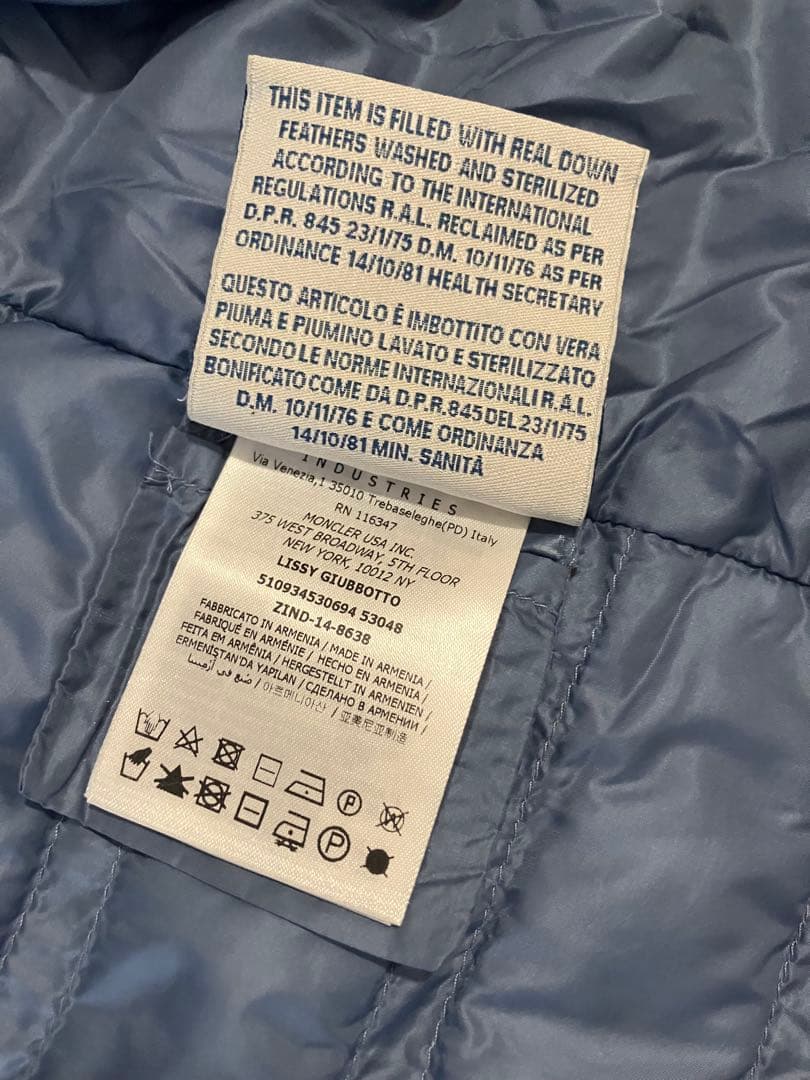 THIS ITEM IS FILLED WITH REAL DOWN
FEATHERS WASHED AND STERILIZED
ACCORDING TO THE INTERNATIONAL
REGULATIONS R.A.L. RECLAIMED AS PER
D.P.R. 845 23/1/75 D.M. 10/11/76 AS PER
ORDINANCE 14/10/81 HEALTH SECRETARY
QUESTO ARTICOLO È IMBOTTITO CON VERA
PIUMA E PIUMINO LAVATO E STERILIZZATO
SECONDO LE NORME INTERNAZIONALI R.A.L.
BONIFICATO COME DA D.P.R.845 DEL 23/1/75
D.M. 10/11/76 E COME ORDINANZA
14/10/81 MIN. SANITÀ
INDUSTRIES
Via Venezia,1 35010 Trebaseleghe(PD) Italy
RN 116347
MONCLER USA INC.
375 WEST BROADWAY, 5TH FLOOR
NEW YORK, 10012 NY
LISSY GIUBBOTTO
510934530694 53048
ZIND-14-8638
FABBRICATO IN ARMENIA / MADE IN ARMENIA /
FABRIQUÉ EN ARMÉNIE / HECHO EN ARMENIA /
FEITA EM ARMÉNIA / HERGESTELLT IN ARMENIEN /
ERMENISTAN'DA YAPILAN / СДЕЛАНО В АРМЕНИИ /
صنع في أرمينيا / 아르메니아산 / 亚美尼亚制造
P
W
P